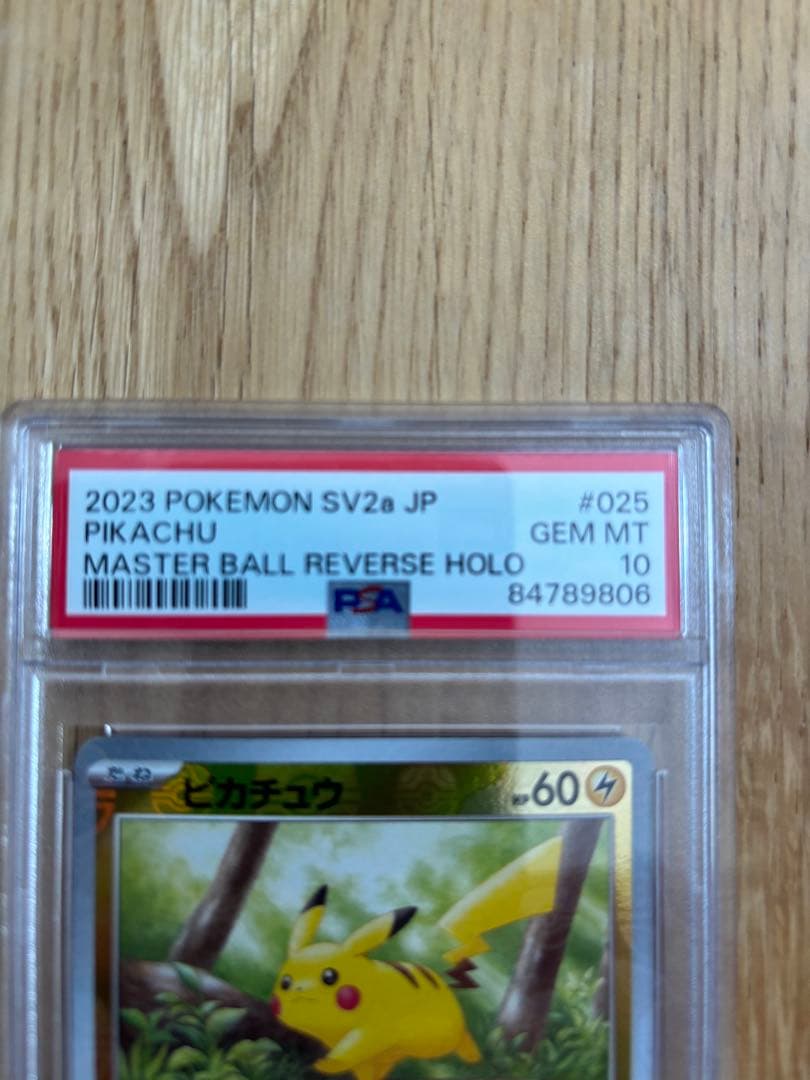 2023 POKEMON SV2a JP #025
PIKACHU GEM MT
MASTER BALL REVERSE HOLO 10
84789806
PSA
たね ピカチュウ HP60